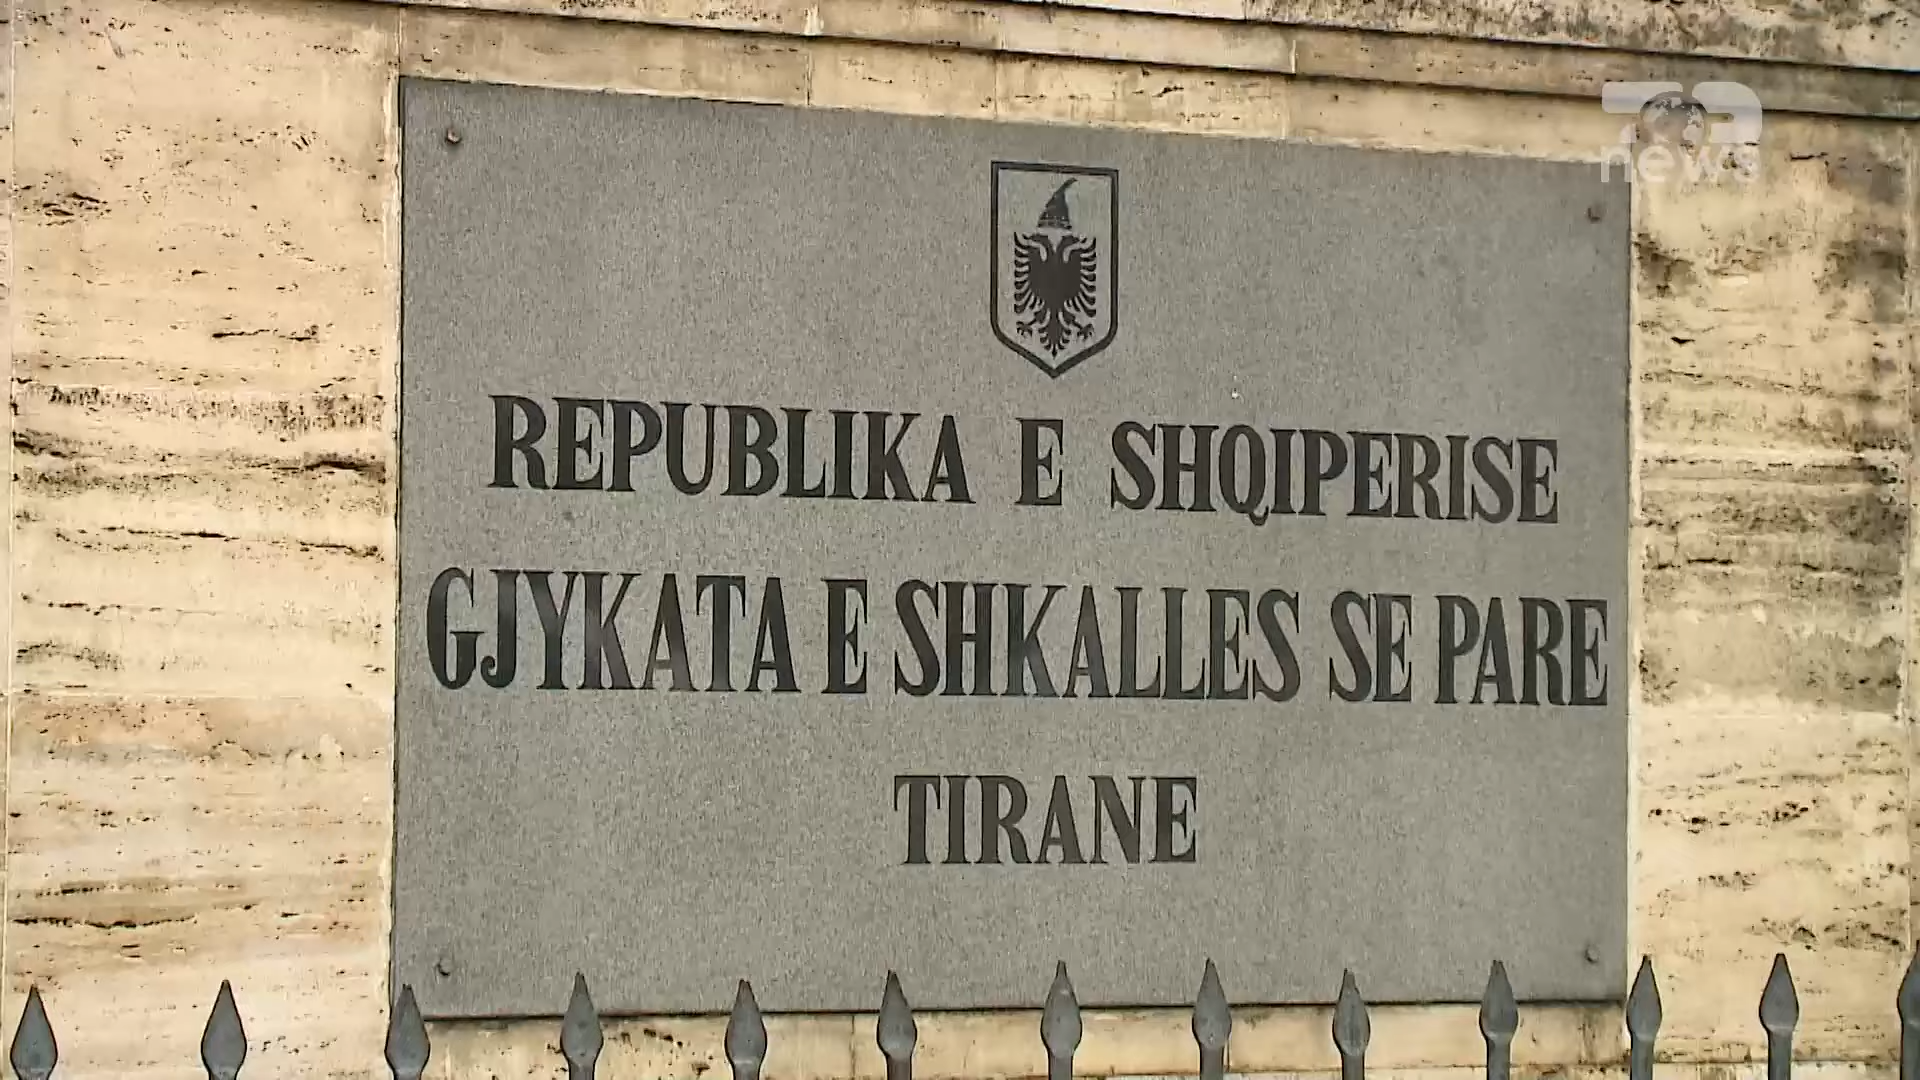 news
REPUBLIKA E SHQIPERISE
GJYKATA E SHKALLES SE PARE
TIRANE